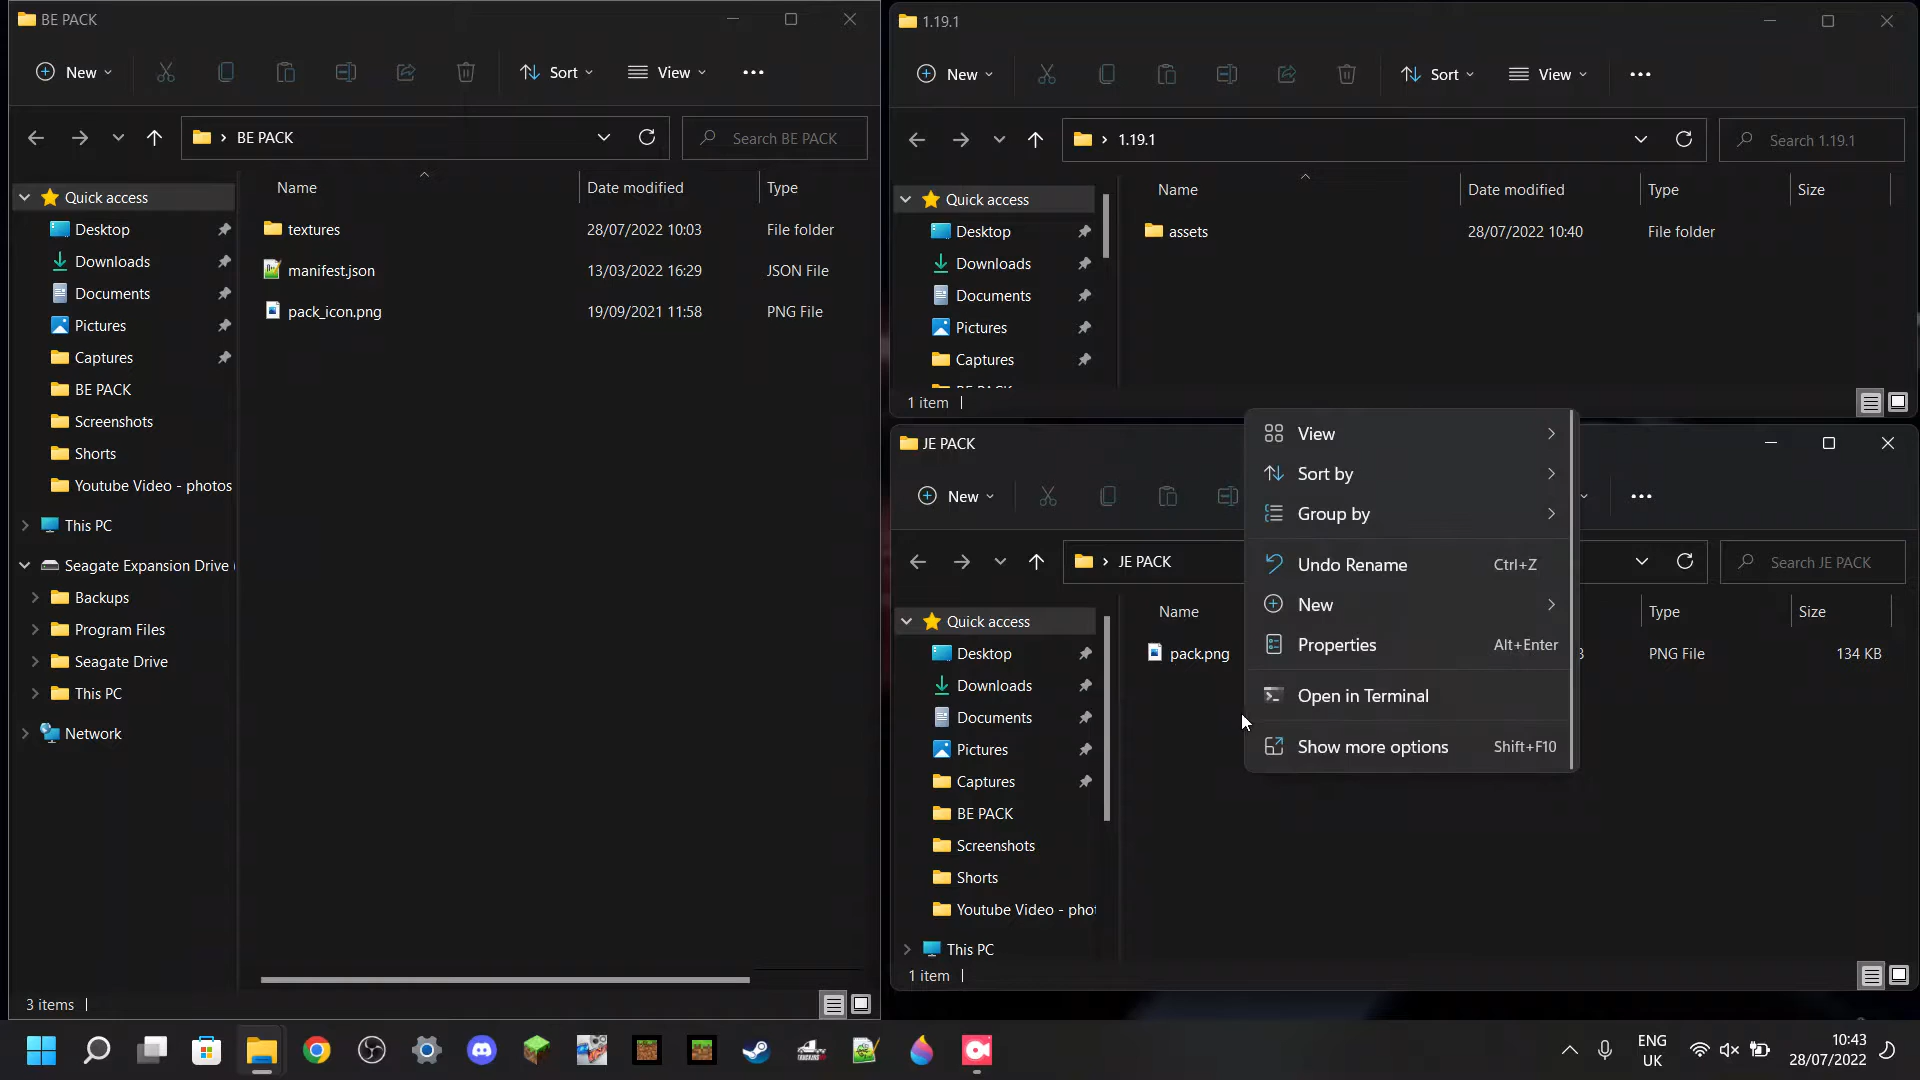 BE PACK
New
Sort
View
BE PACK
Search BE PACK
Name
Date modified
Type
Quick access
Desktop
Downloads
Documents
Pictures
Captures
BE PACK
Screenshots
Shorts
Youtube Video - photos
This PC
Seagate Expansion Drive (
Backups
Program Files
Seagate Drive
This PC
Network
textures 28/07/2022 10:03 File folder
manifest.json 13/03/2022 16:29 JSON File
pack_icon.png 19/09/2021 11:58 PNG File
3 items
1.19.1
New
Sort
View
1.19.1
Search 1.19.1
Name
Date modified
Type
Size
Quick access
Desktop
Downloads
Documents
Pictures
Captures
BE PACK
assets 28/07/2022 10:40 File folder
1 item
JE PACK
New
JE PACK
Search JE PACK
Name
Type
Size
Quick access
Desktop
Downloads
Documents
Pictures
Captures
BE PACK
Screenshots
Shorts
Youtube Video - phot
This PC
pack.png PNG File 134 KB
1 item
View
Sort by
Group by
Undo Rename Ctrl+Z
New
Properties Alt+Enter
Open in Terminal
Show more options Shift+F10
ENG
UK
10:43
28/07/2022